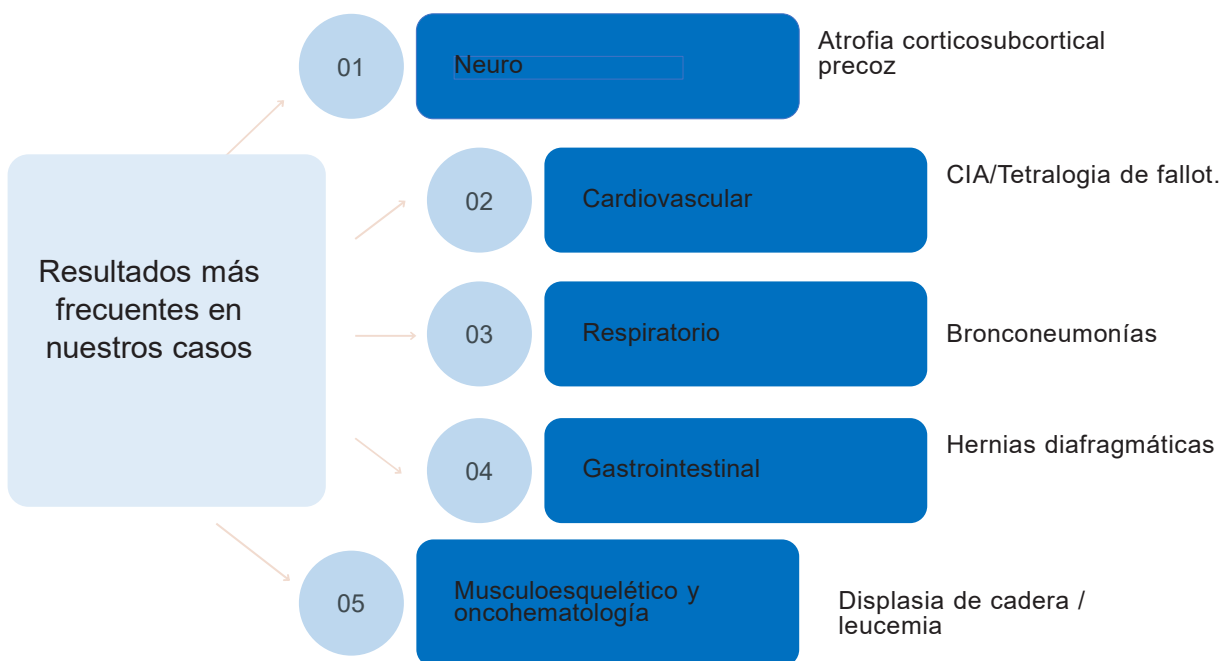 01
Neuro
Atrofia corticosubcortical
precoz
02
Cardiovascular
CIA/Tetralogia de fallot.
Resultados más
frecuentes en
nuestros casos
03
Respiratorio
Bronconeumonías
04
Gastrointestinal
Hernias diafragmáticas
05
Musculoesquelético y
oncohematología
Displasia de cadera /
leucemia